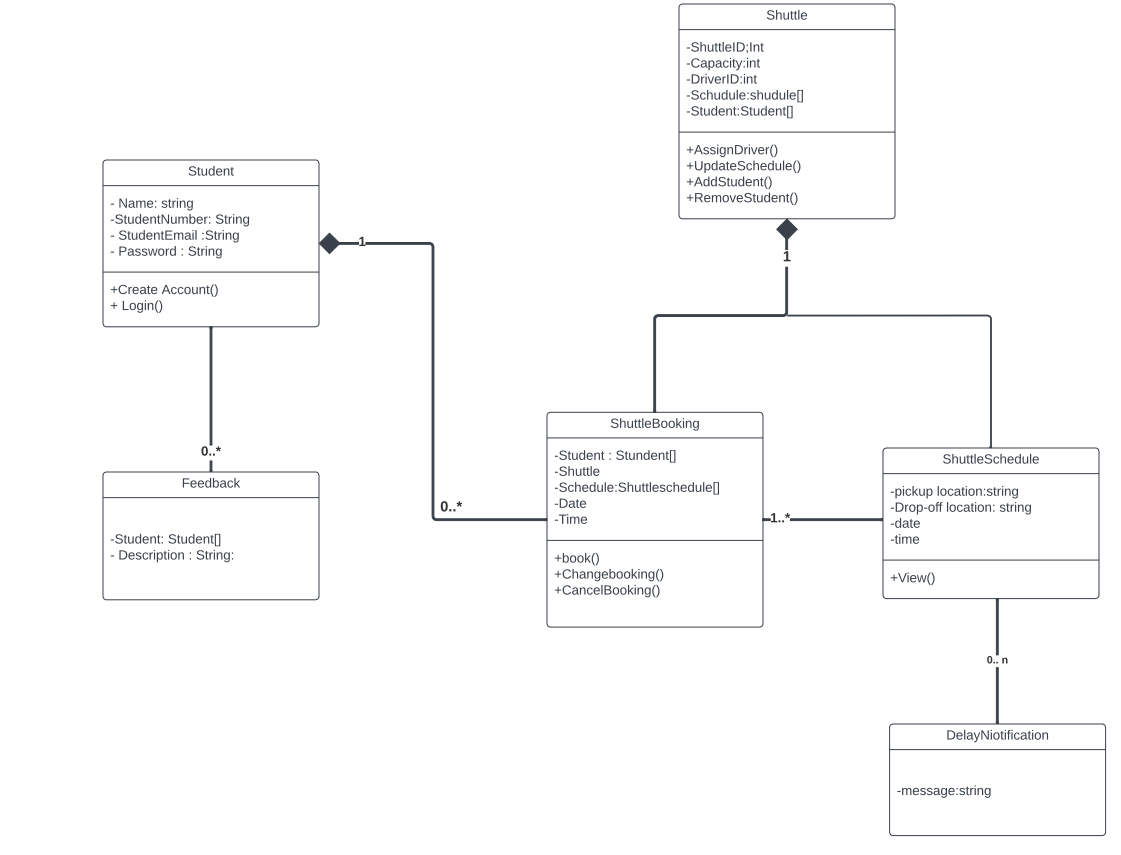 Shuttle
-ShuttleID;Int
-Capacity:int
-DriverID:int
-Schudule:shudule[]
-Student:Student[]
+AssignDriver()
+UpdateSchedule()
+AddStudent()
+RemoveStudent()
1
Student
- Name: string
-StudentNumber: String
- StudentEmail :String
- Password : String
+Create Account()
+ Login()
1
0..*
Feedback
-Student: Student[]
- Description : String:
0..*
ShuttleBooking
-Student : Stundent[]
-Shuttle
-Schedule:Shuttleschedule[]
-Date
-Time
+book()
+Changebooking()
+CancelBooking()
1..*
ShuttleSchedule
-pickup location:string
-Drop-off location: string
-date
-time
+View()
0.. n
DelayNiotification
-message:string